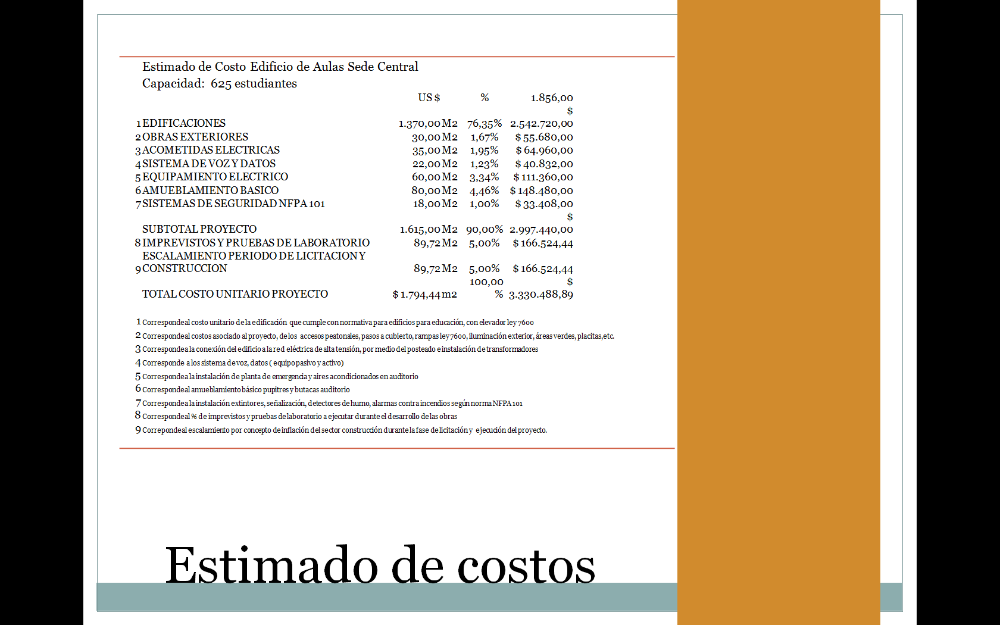 Estimado de Costo Edificio de Aulas Sede Central
Capacidad: 625 estudiantes
US $ % 1.856,00
$
1 EDIFICACIONES 1.370,00 M2 76,35% 2.542.720,00
2 OBRAS EXTERIORES 30,00 M2 1,67% $ 55.680,00
3 ACOMETIDAS ELECTRICAS 35,00 M2 1,95% $ 64.960,00
4 SISTEMA DE VOZ Y DATOS 22,00 M2 1,23% $ 40.832,00
5 EQUIPAMIENTO ELECTRICO 60,00 M2 3,34% $ 111.360,00
6 AMUEBLAMIENTO BASICO 80,00 M2 4,46% $ 148.480,00
7 SISTEMAS DE SEGURIDAD NFPA 101 18,00 M2 1,00% $ 33.408,00
$
SUBTOTAL PROYECTO 1.615,00 M2 90,00% 2.997.440,00
8 IMPREVISTOS Y PRUEBAS DE LABORATORIO 89,72 M2 5,00% $ 166.524,44
ESCALAMIENTO PERIODO DE LICITACION Y
9 CONSTRUCCION 89,72 M2 5,00% $ 166.524,44
100,00 $
TOTAL COSTO UNITARIO PROYECTO $ 1.794,44 m2 % 3.330.488,89
1 Corresponde al costo unitario de la edificación que cumple con normativa para edificios para educación, con elevador ley 7600
2 Corresponde al costos asociado al proyecto, de los accesos peatonales, pasos a cubierto, rampas ley 7600, iluminación exterior, áreas verdes, placitas, etc.
3 Corresponde a la conexión del edificio a la red eléctrica de alta tensión, por medio del posteado e instalación de transformadores
4 Corresponde a los sistema de voz, datos ( equipo pasivo y activo)
5 Corresponde a la instalación de planta de emergencia y aires acondicionados en auditorio
6 Corresponde al amueblamiento básico pupitres y butacas auditorio
7 Corresponde a la instalación extintores, señalización, detectores de humo, alarmas contra incendios según norma NFPA 101
8 Corresponde al % de imprevistos y pruebas de laboratorio a ejecutar durante el desarrollo de las obras
9 Correponde al escalamiento por concepto de inflación del sector construcción durante la fase de licitación y ejecución del proyecto.
Estimado de costos